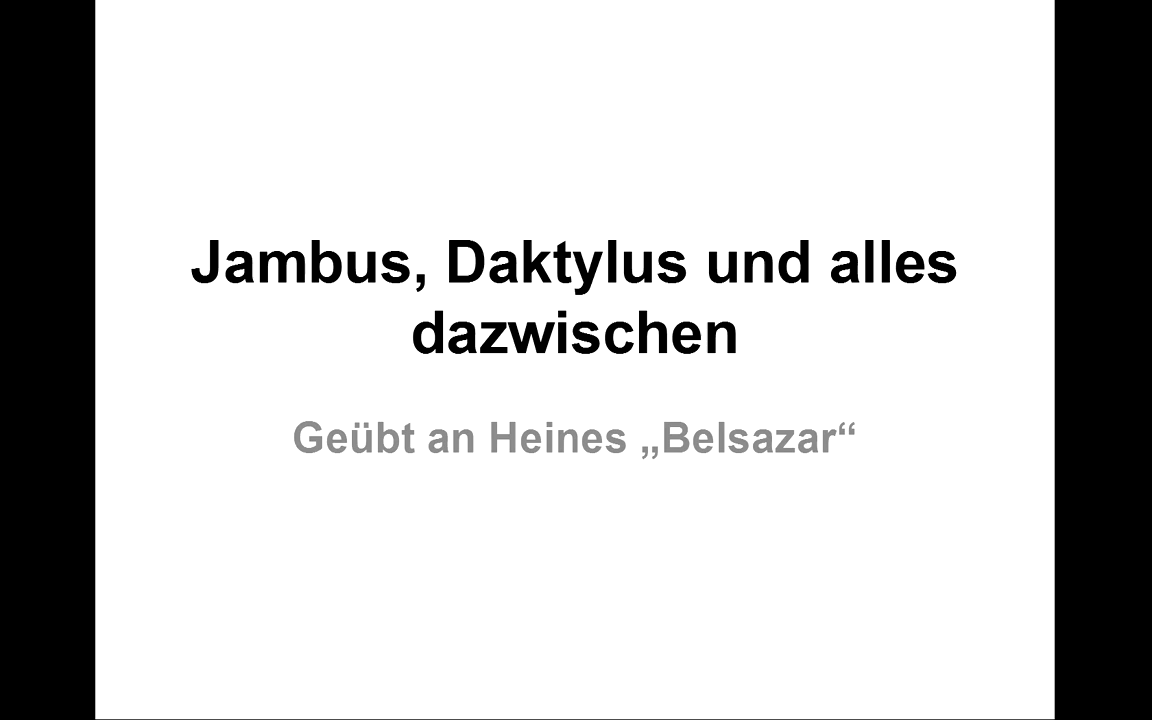 Jambus, Daktylus und alles
dazwischen
Geübt an Heines „Belsazar“